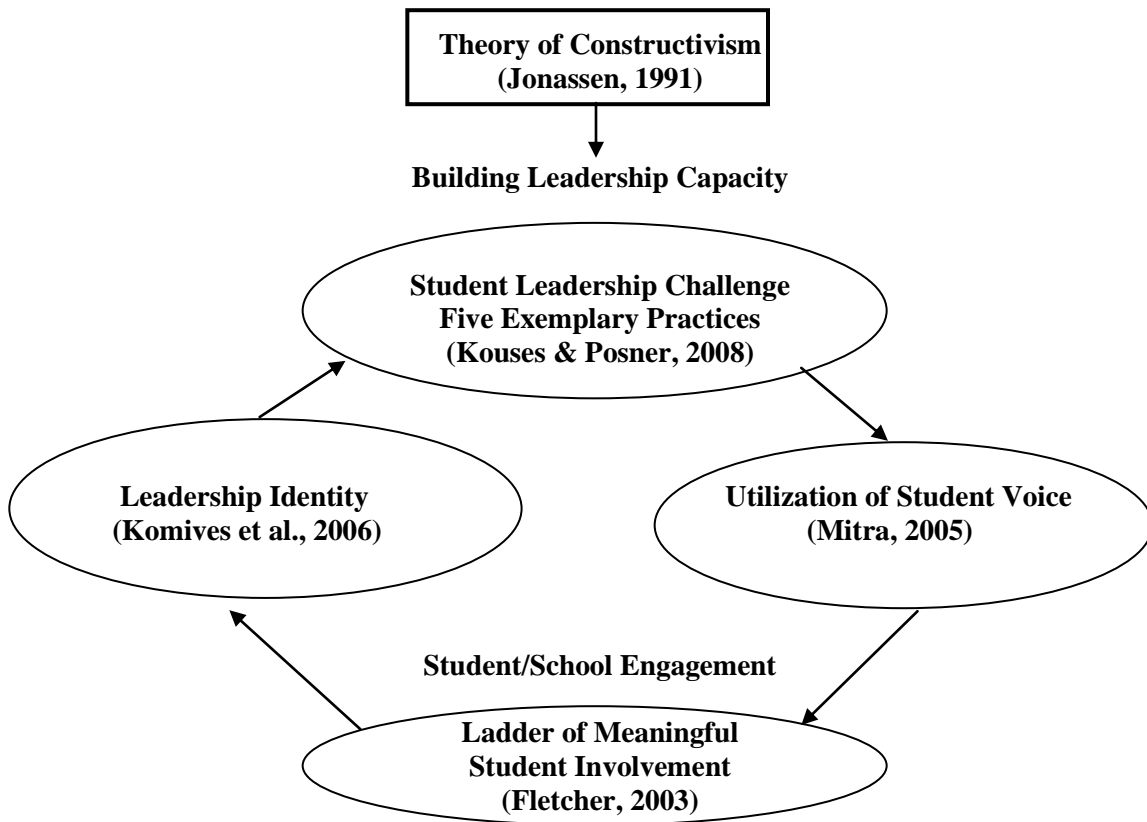 Theory of Constructivism
(Jonassen, 1991)
Building Leadership Capacity
Student Leadership Challenge
Five Exemplary Practices
(Kouses & Posner, 2008)
Leadership Identity
(Komives et al., 2006)
Utilization of Student Voice
(Mitra, 2005)
Student/School Engagement
Ladder of Meaningful
Student Involvement
(Fletcher, 2003)